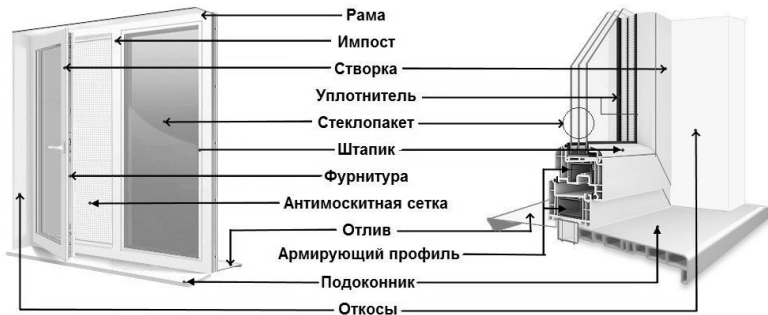 Рама
Импост
Створка
Уплотнитель
Стеклопакет
Штапик
Фурнитура
Антимоскитная сетка
Отлив
Армирующий профиль
Подоконник
Откосы